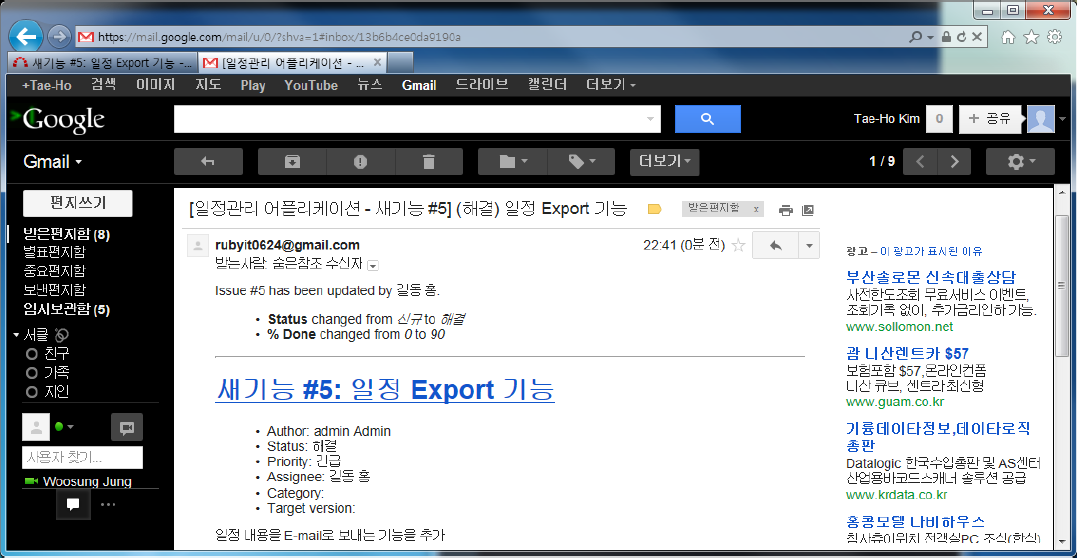 https://mail.google.com/mail/u/0/?shva=1#inbox/13b6b4ce0da9190a
새기능 #5: 일정 Export 기능 -...
[일정관리 어플리케이션 - ...
+Tae-Ho 검색 이미지 지도 Play YouTube 뉴스 Gmail 드라이브 캘린더 더보기
Google
Tae-Ho Kim 0 + 공유
Gmail 더보기 1 / 9
편지쓰기
받은편지함 (8)
별표편지함
중요편지함
보낸편지함
임시보관함 (5)
서클
친구
가족
지인
사용자 찾기...
Woosung Jung
[일정관리 어플리케이션 - 새기능 #5] (해결) 일정 Export 기능 받은편지함 x
rubyit0624@gmail.com 22:41 (0분 전)
받는사람: 숨은참조 수신자
Issue #5 has been updated by 길동 홍.
• Status changed from 신규 to 해결
• % Done changed from 0 to 90
새기능 #5: 일정 Export 기능
• Author: admin Admin
• Status: 해결
• Priority: 긴급
• Assignee: 길동 홍
• Category:
• Target version:
일정 내용을 E-mail로 보내는 기능을 추가
광고 – 이 광고가 표시된 이유
부산솔로몬 신속대출상담
사전한도조회 무료서비스 이벤트,
조회기록 없이, 추가금리인하 가능.
www.sollomon.net
괌 니산렌트카 $57
보험포함 $57,온라인컨폼
니산 큐브, 센트라 최신형
www.guam.co.kr
기륭데이타정보,데이타로직
총판
Datalogic 한국수입총판 및 AS센터
산업용바코드스캐너 솔루션 공급
www.krdata.co.kr
홍콩모델 나비하우스